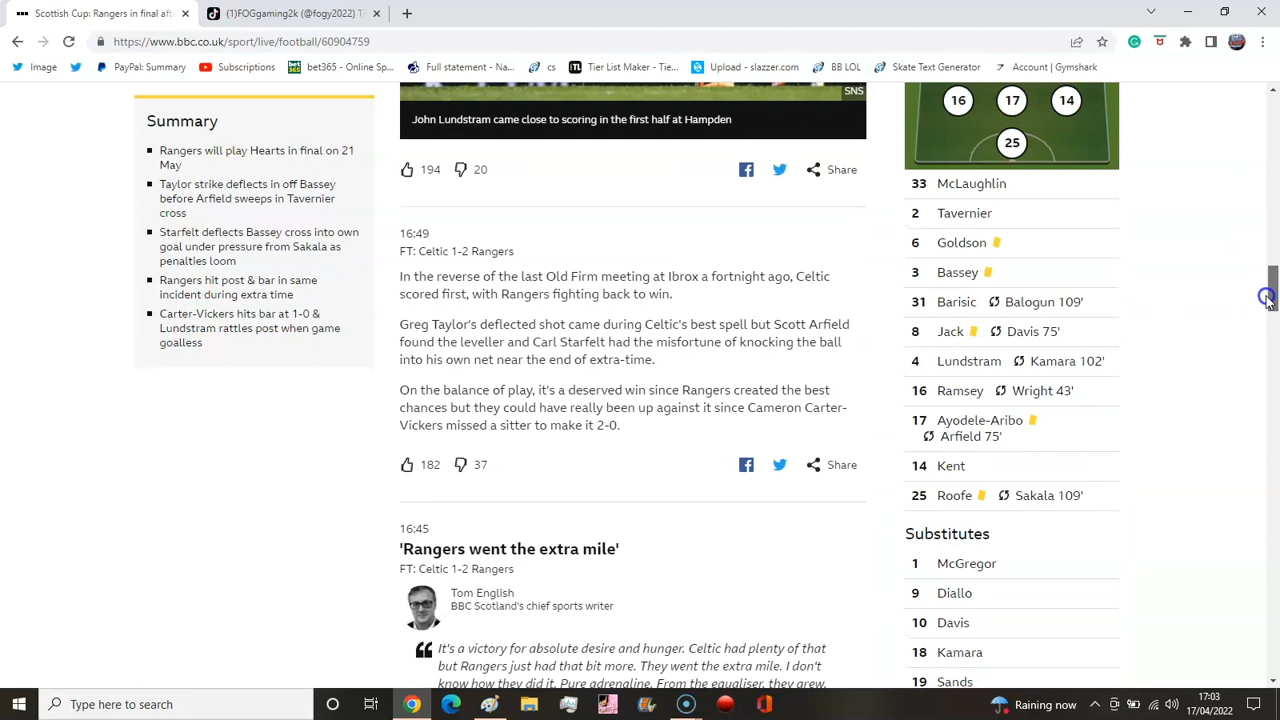 Scottish Cup: Rangers in final aft
(1)FOGgaming2k (@fogy2022) T
https://www.bbc.co.uk/sport/live/football/60904759
Image
PayPal: Summary
Subscriptions
bet365 - Online Sp...
Full statement - Na...
cs
Tier List Maker - Tie...
Upload - slazzer.com
BB LOL
Skate Text Generator
Account | Gymshark
Summary
Rangers will play Hearts in final on 21
May
Taylor strike deflects in off Bassey
before Arfield sweeps in Tavernier
cross
Starfelt deflects Bassey cross into own
goal under pressure from Sakala as
penalties loom
Rangers hit post & bar in same
incident during extra time
Carter-Vickers hits bar at 1-0 &
Lundstram rattles post when
goalless
SNS
John Lundstram came close to scoring in the first half at Hampden
194 20 Share
16:49
FT: Celtic 1-2 Rangers
In the reverse of the last Old Firm meeting at Ibrox a fortnight ago, Celtic
scored first, with Rangers fighting back to win.
Greg Taylor's deflected shot came during Celtic's best spell but Scott Arfield
found the leveller and Carl Starfelt had the misfortune of knocking the ball
into his own net near the end of extra-time.
On the balance of play, it's a deserved win since Rangers created the best
chances but they could have really been up against it since Cameron Carter-
Vickers missed a sitter to make it 2-0.
182 37 Share
16:45
'Rangers went the extra mile'
FT: Celtic 1-2 Rangers
Tom English
BBC Scotland's chief sports writer
It's a victory for absolute desire and hunger. Celtic had plenty of that
but Rangers just had that bit more. They went the extra mile. I don't
know how they did it. Pure adrenaline. From the equaliser, they grew.
16 17 14
25
33 McLaughlin
2 Tavernier
6 Goldson
3 Bassey
31 Barisic Balogun 109'
8 Jack Davis 75'
4 Lundstram Kamara 102'
16 Ramsey Wright 43'
17 Ayodele-Aribo
Arfield 75'
14 Kent
25 Roofe Sakala 109'
Substitutes
1 McGregor
9 Diallo
10 Davis
18 Kamara
19 Sands
Type here to search
Raining now
17:03
17/04/2022